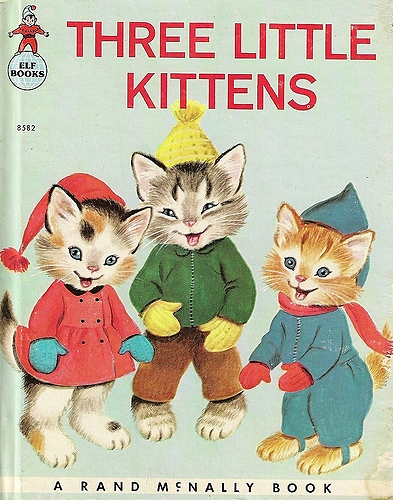 THREE LITTLE
KITTENS
ELF
BOOKS
8582
A RAND McNALLY BOOK